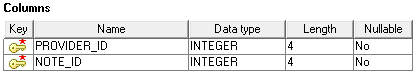 Columns
Key Name Data type Length Nullable
PROVIDER_ID INTEGER 4 No
NOTE_ID INTEGER 4 No